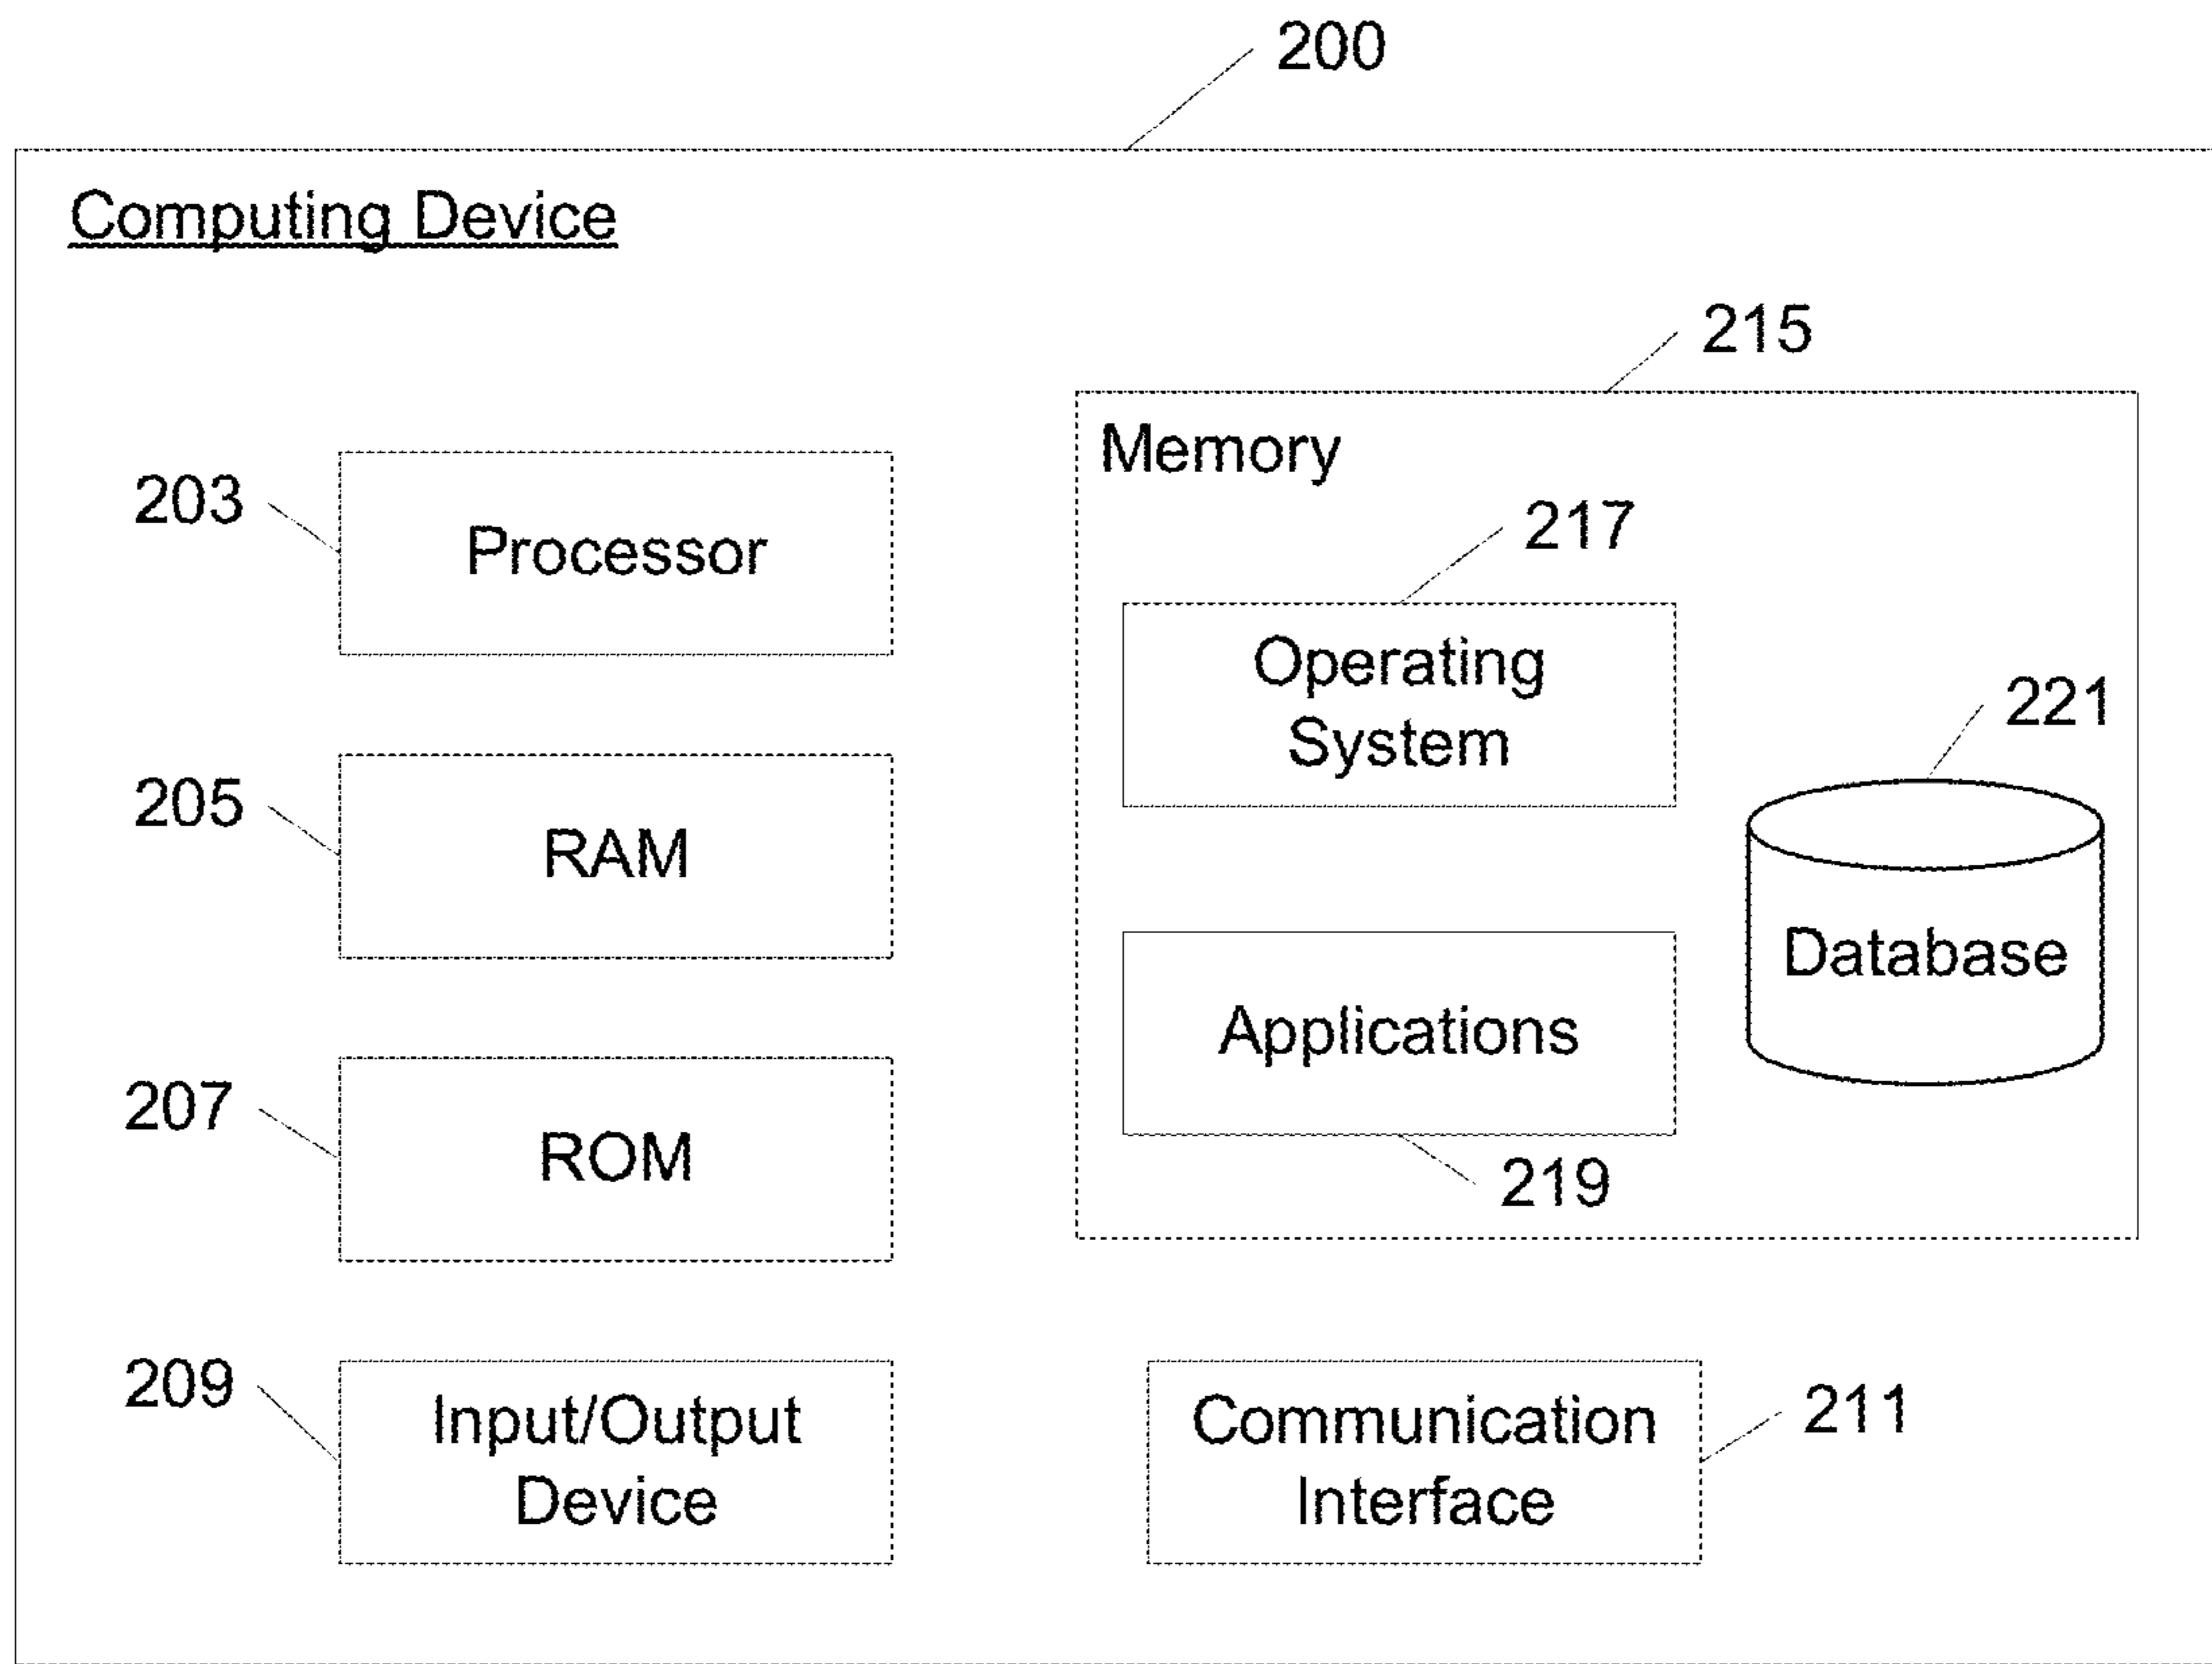 200
Computing Device
215
Memory
203
Processor
217
Operating
System
221
205
RAM
Database
Applications
207
ROM
219
209
Input/Output
Device
Communication
Interface
211